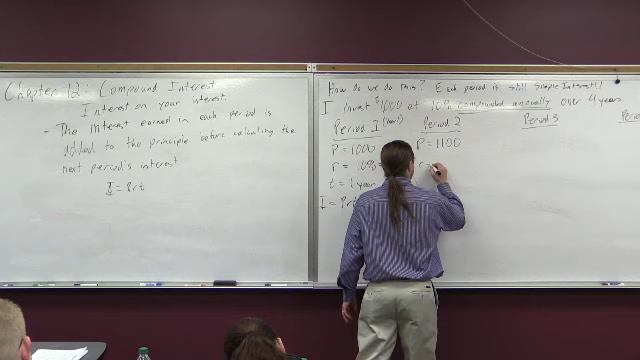 Chapter 12: Compound Interest
Interest on your interest.
- The interest earned in each period is
added to the principle before calculating the
next period's interest
I = Prt
How do we do this? Each period is still Simple Interest!
I invest $1000 at 10% compounded annually over 4 years.
Period 1 Period 2 Period 3
P = 1000 P = 1100
r = 10% = r =
t = 1 year
I = Pr